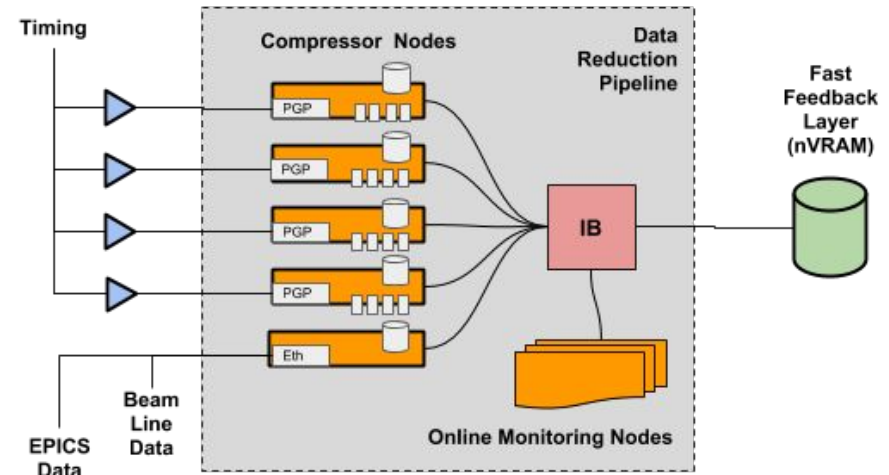 Timing
Compressor Nodes
Data
Reduction
Pipeline
Fast
Feedback
Layer
(nVRAM)
PGP
PGP
PGP
PGP
Eth
IB
Beam
Line
Data
EPICS
Data
Online Monitoring Nodes